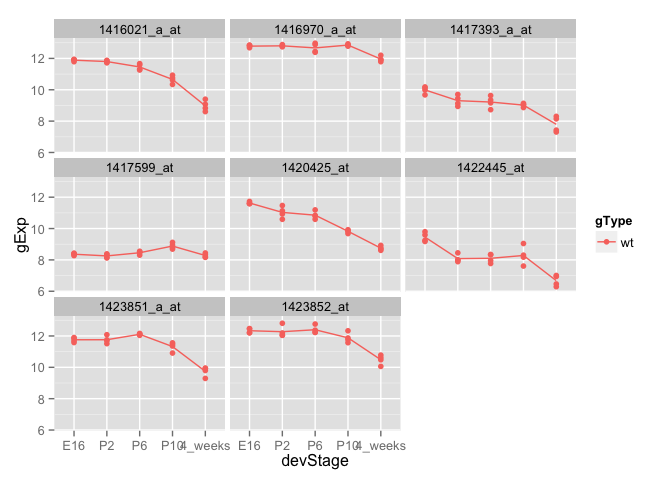 1416021_a_at 1416970_a_at 1417393_a_at
12
10
8
6
1417599_at 1420425_at 1422445_at
12
10
8
6
1423851_a_at 1423852_at
12
10
8
6
E16 P2 P6 P10 4_weeks E16 P2 P6 P10 4_weeks
devStage
gExp
gType
wt